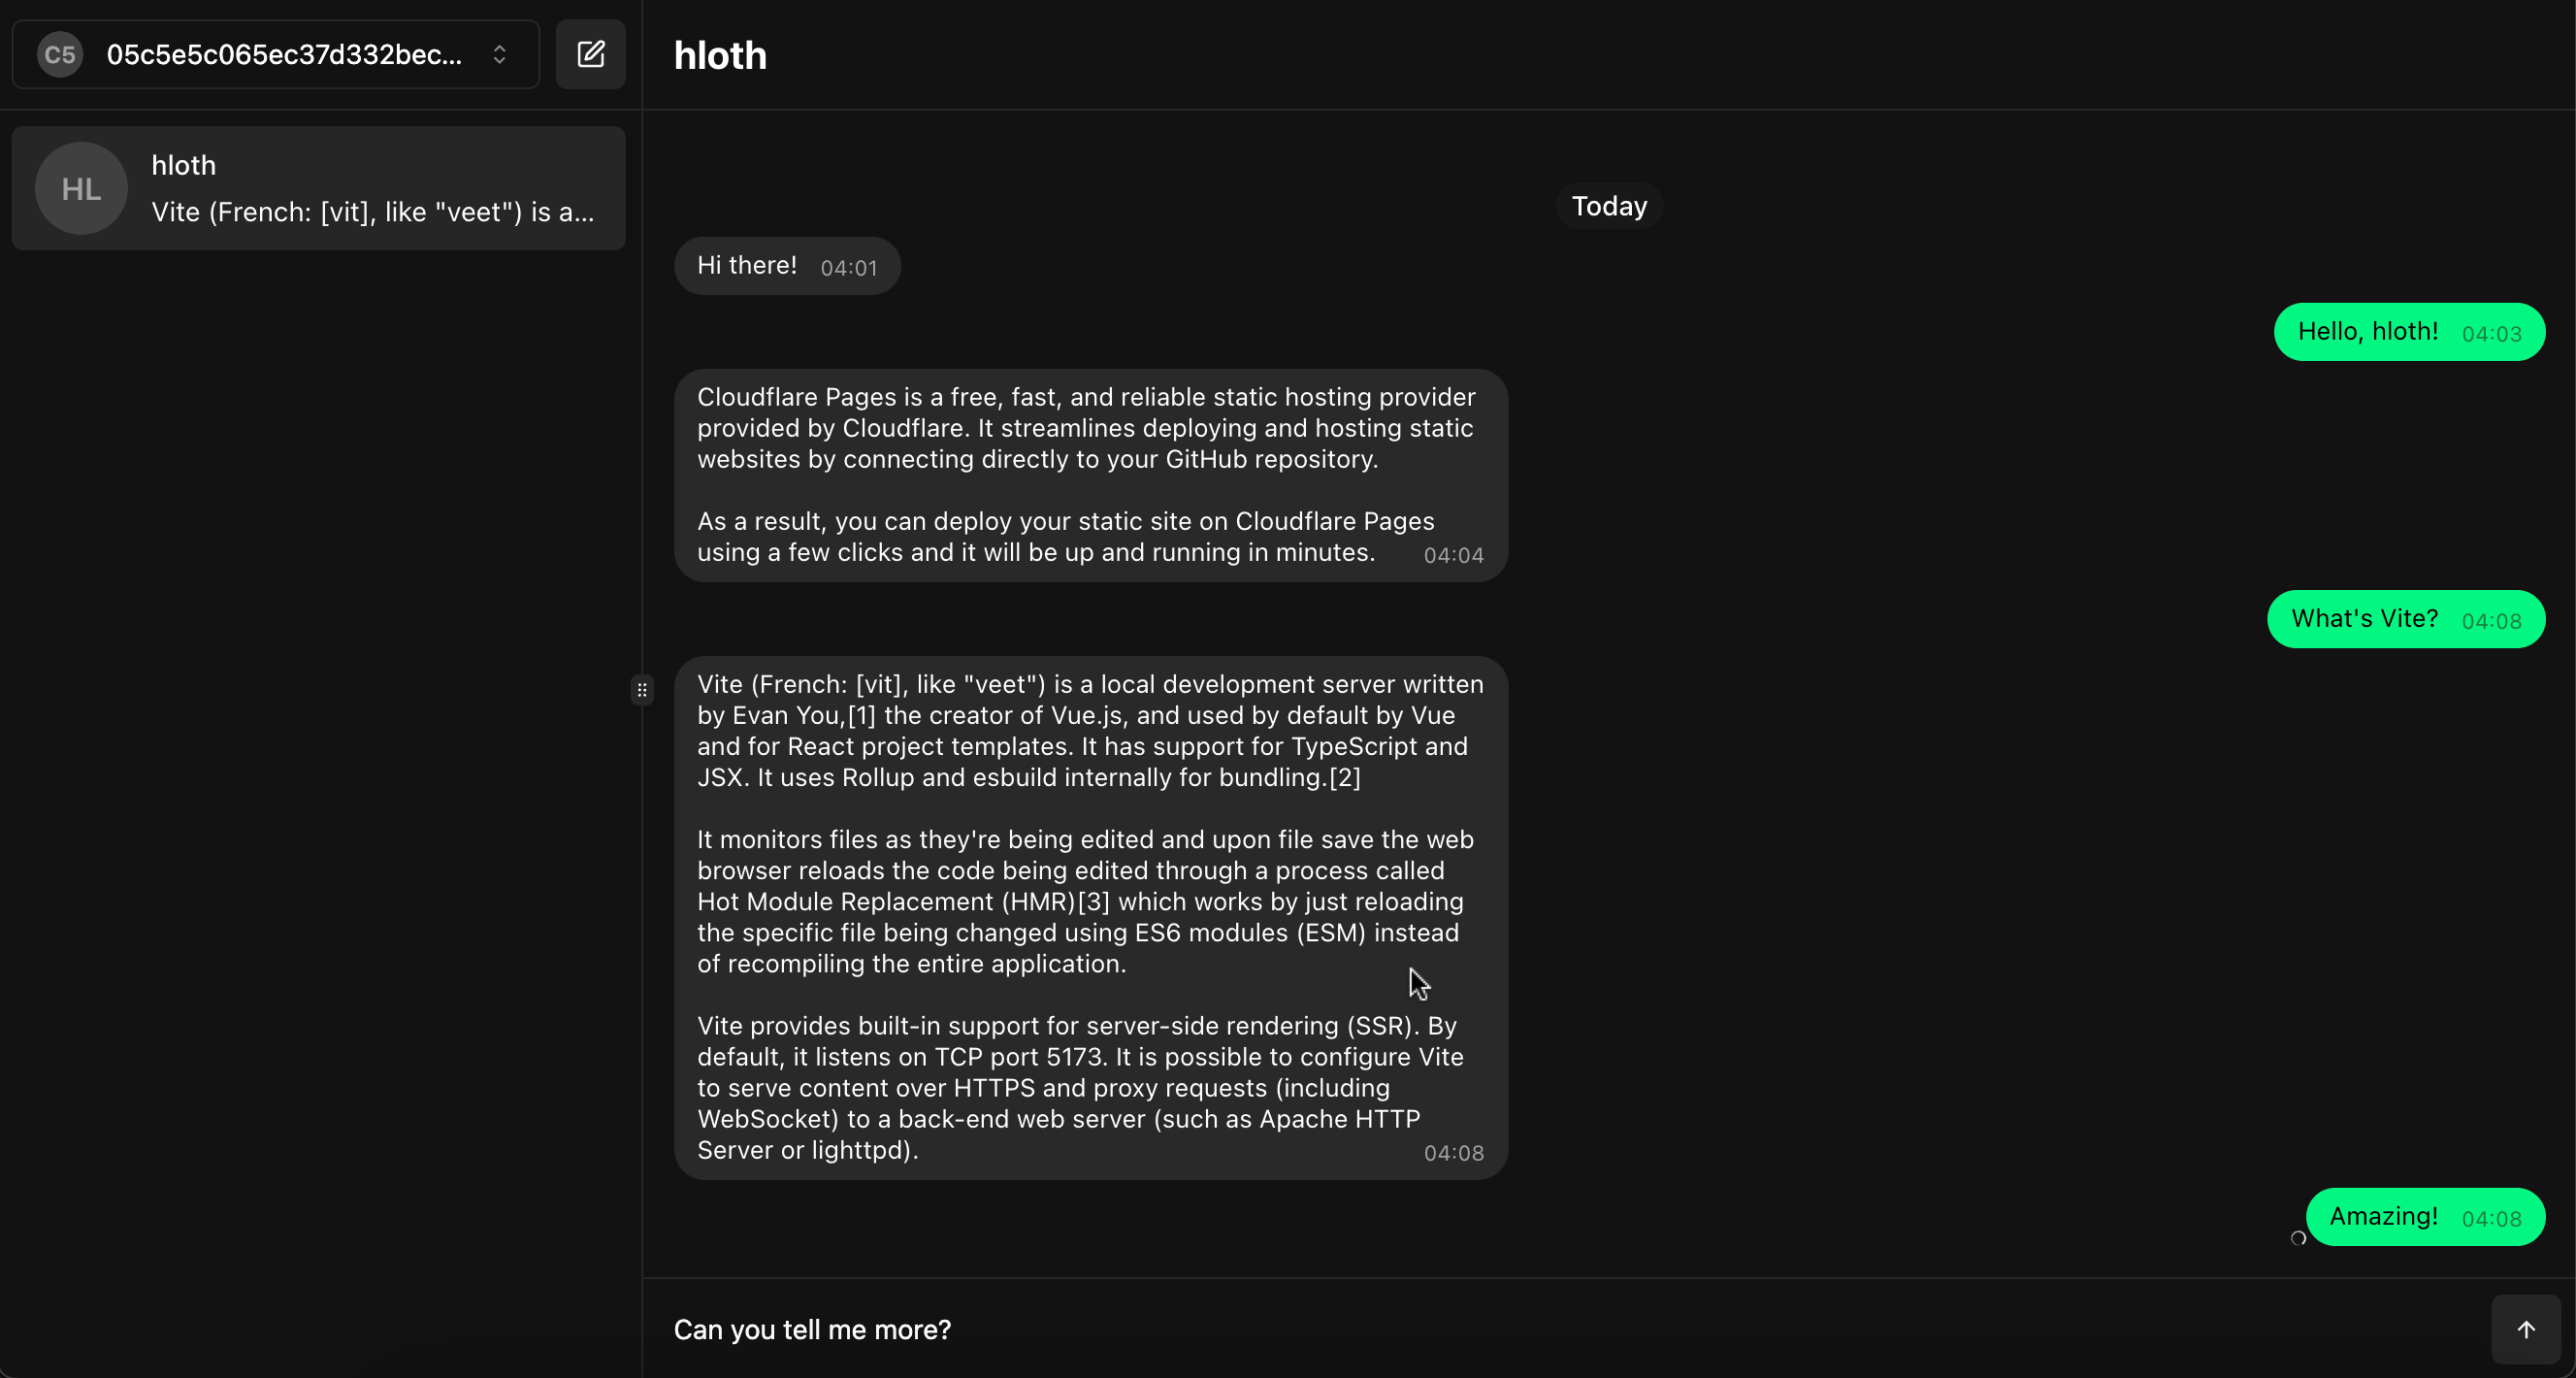 C5 05c5e5c065ec37d332bec...
hloth
HL
hloth
Vite (French: [vit], like "veet") is a...
Today
Hi there! 04:01
Hello, hloth! 04:03
Cloudflare Pages is a free, fast, and reliable static hosting provider
provided by Cloudflare. It streamlines deploying and hosting static
websites by connecting directly to your GitHub repository.
As a result, you can deploy your static site on Cloudflare Pages
using a few clicks and it will be up and running in minutes. 04:04
What's Vite? 04:08
Vite (French: [vit], like "veet") is a local development server written
by Evan You,[1] the creator of Vue.js, and used by default by Vue
and for React project templates. It has support for TypeScript and
JSX. It uses Rollup and esbuild internally for bundling.[2]
It monitors files as they're being edited and upon file save the web
browser reloads the code being edited through a process called
Hot Module Replacement (HMR)[3] which works by just reloading
the specific file being changed using ES6 modules (ESM) instead
of recompiling the entire application.
Vite provides built-in support for server-side rendering (SSR). By
default, it listens on TCP port 5173. It is possible to configure Vite
to serve content over HTTPS and proxy requests (including
WebSocket) to a back-end web server (such as Apache HTTP
Server or lighttpd). 04:08
Amazing! 04:08
Can you tell me more?